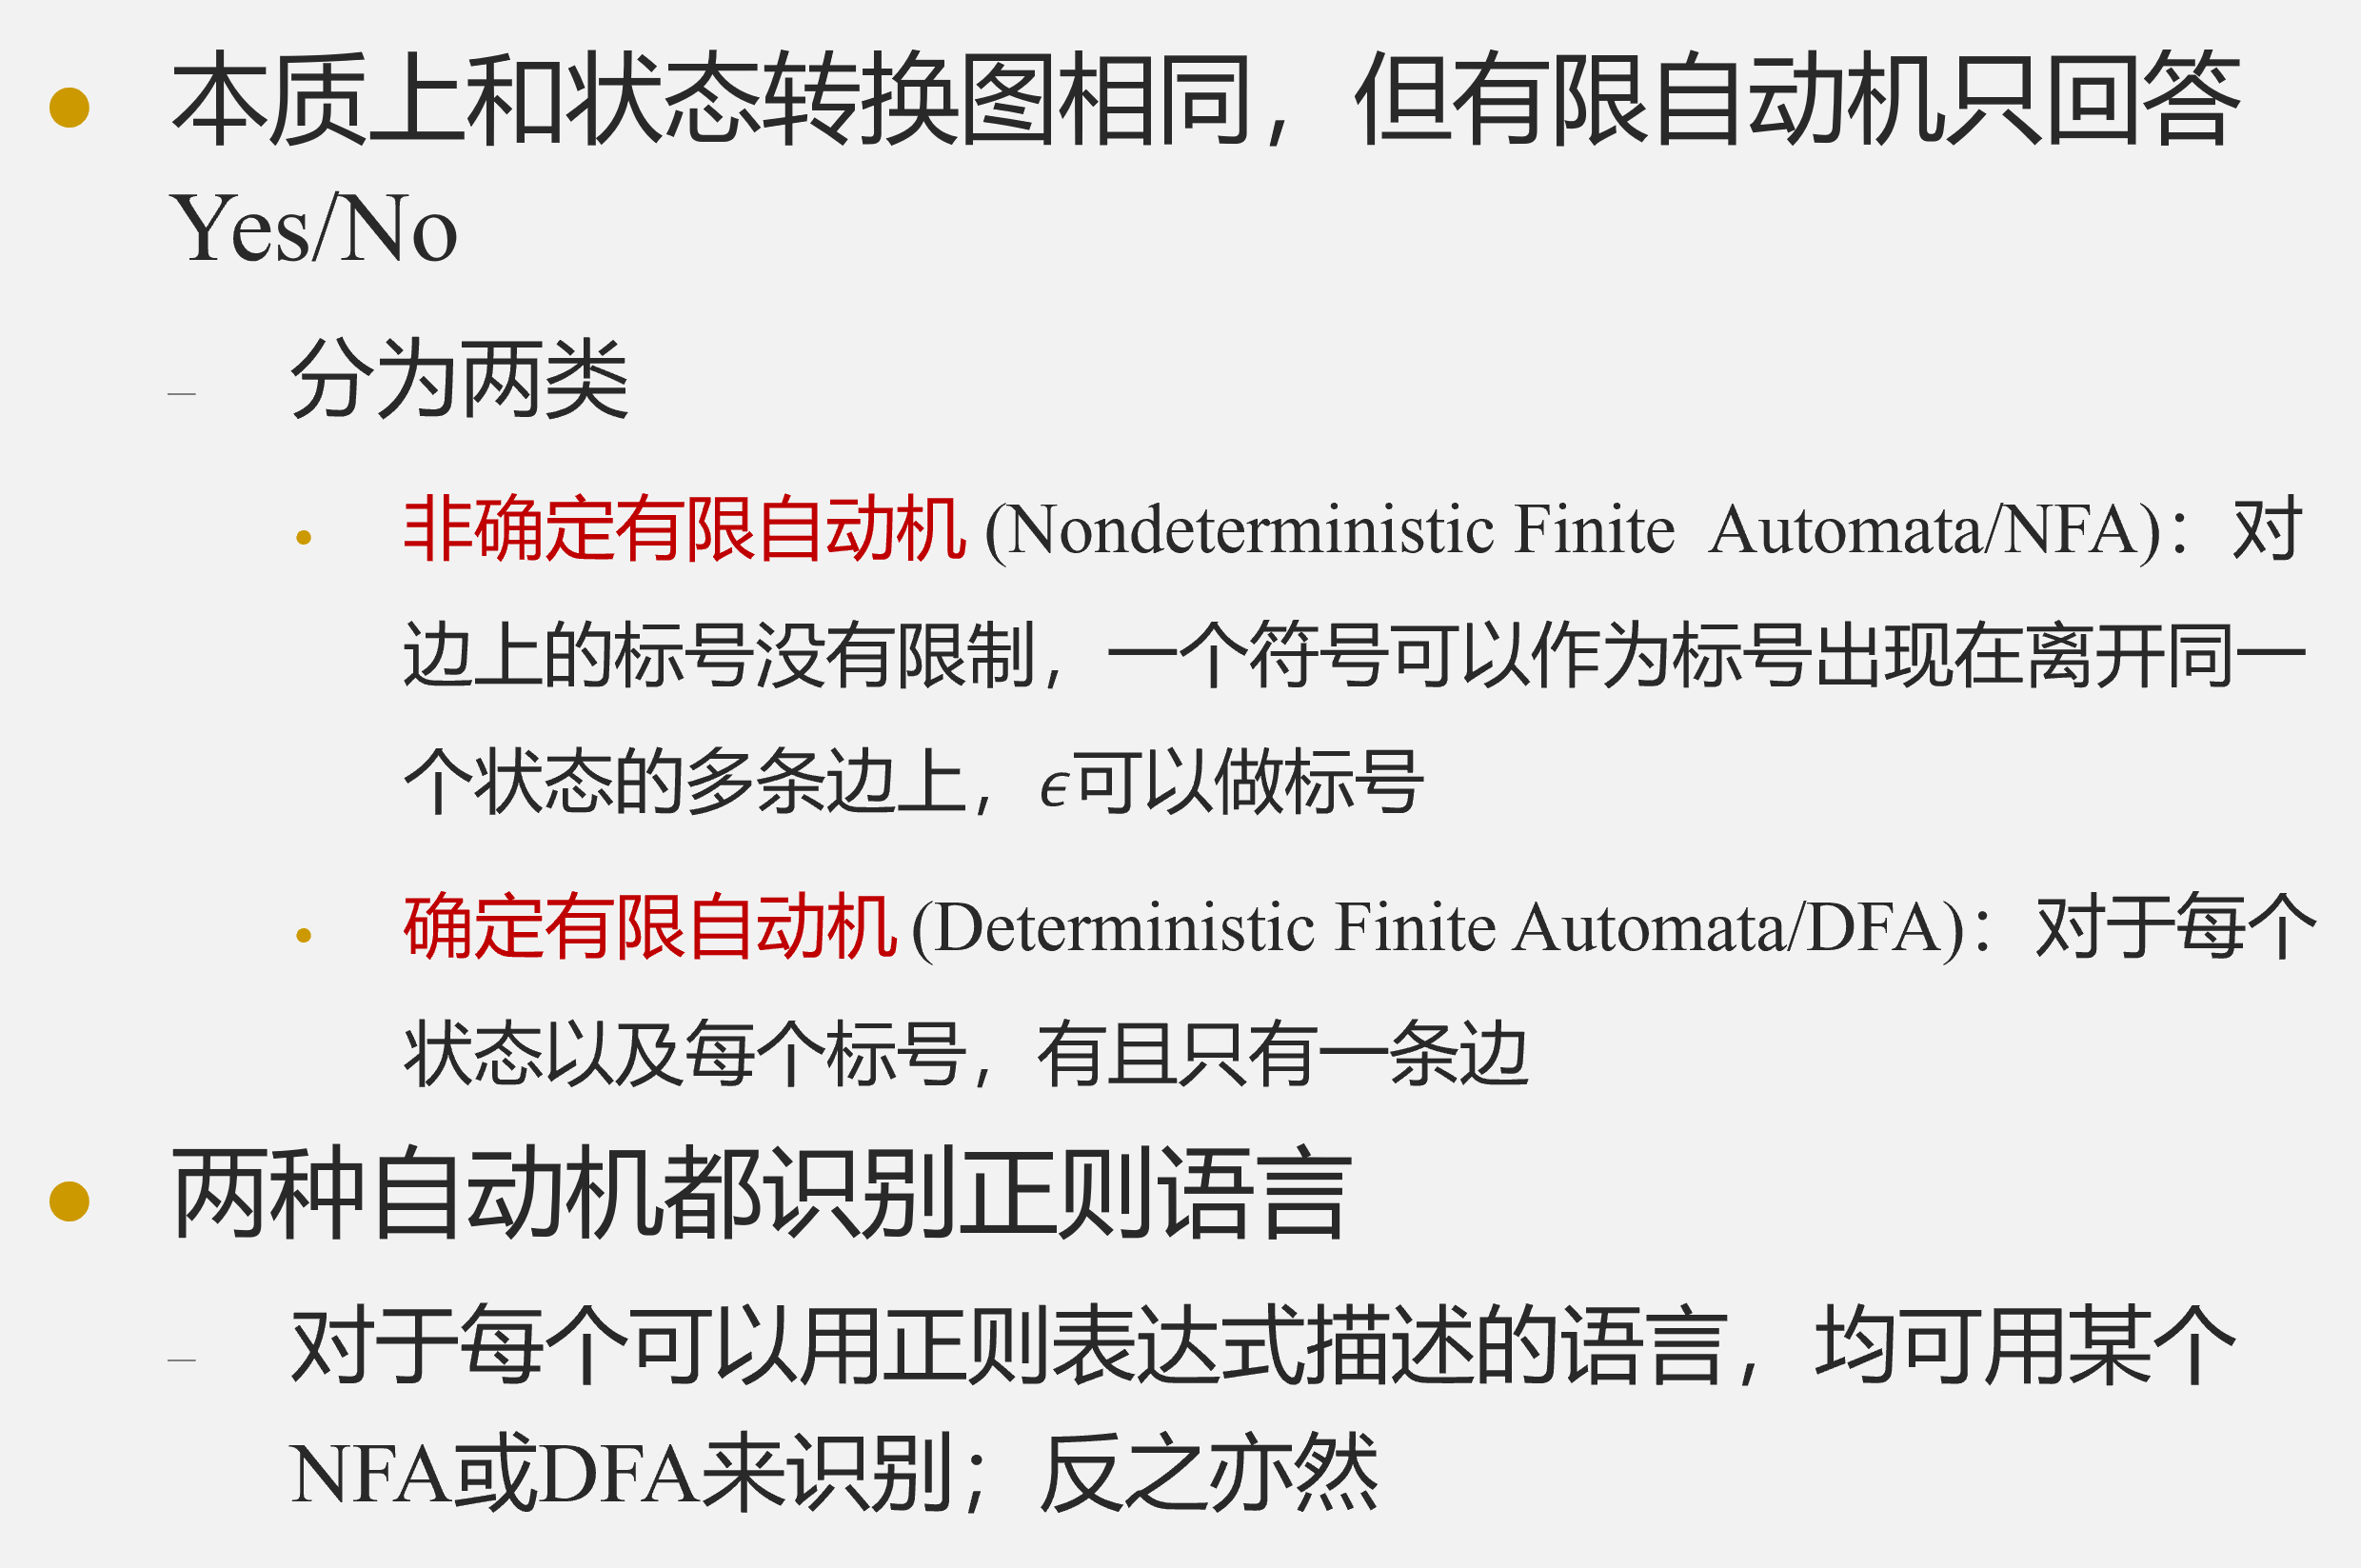 本质上和状态转换图相同，但有限自动机只回答
Yes/No
分为两类
非确定有限自动机 (Nondeterministic Finite Automata/NFA)：对
边上的标号没有限制，一个符号可以作为标号出现在离开同一
个状态的多条边上，ϵ可以做标号
确定有限自动机 (Deterministic Finite Automata/DFA)：对于每个
状态以及每个标号，有且只有一条边
两种自动机都识别正则语言
对于每个可以用正则表达式描述的语言，均可用某个
NFA或DFA来识别；反之亦然